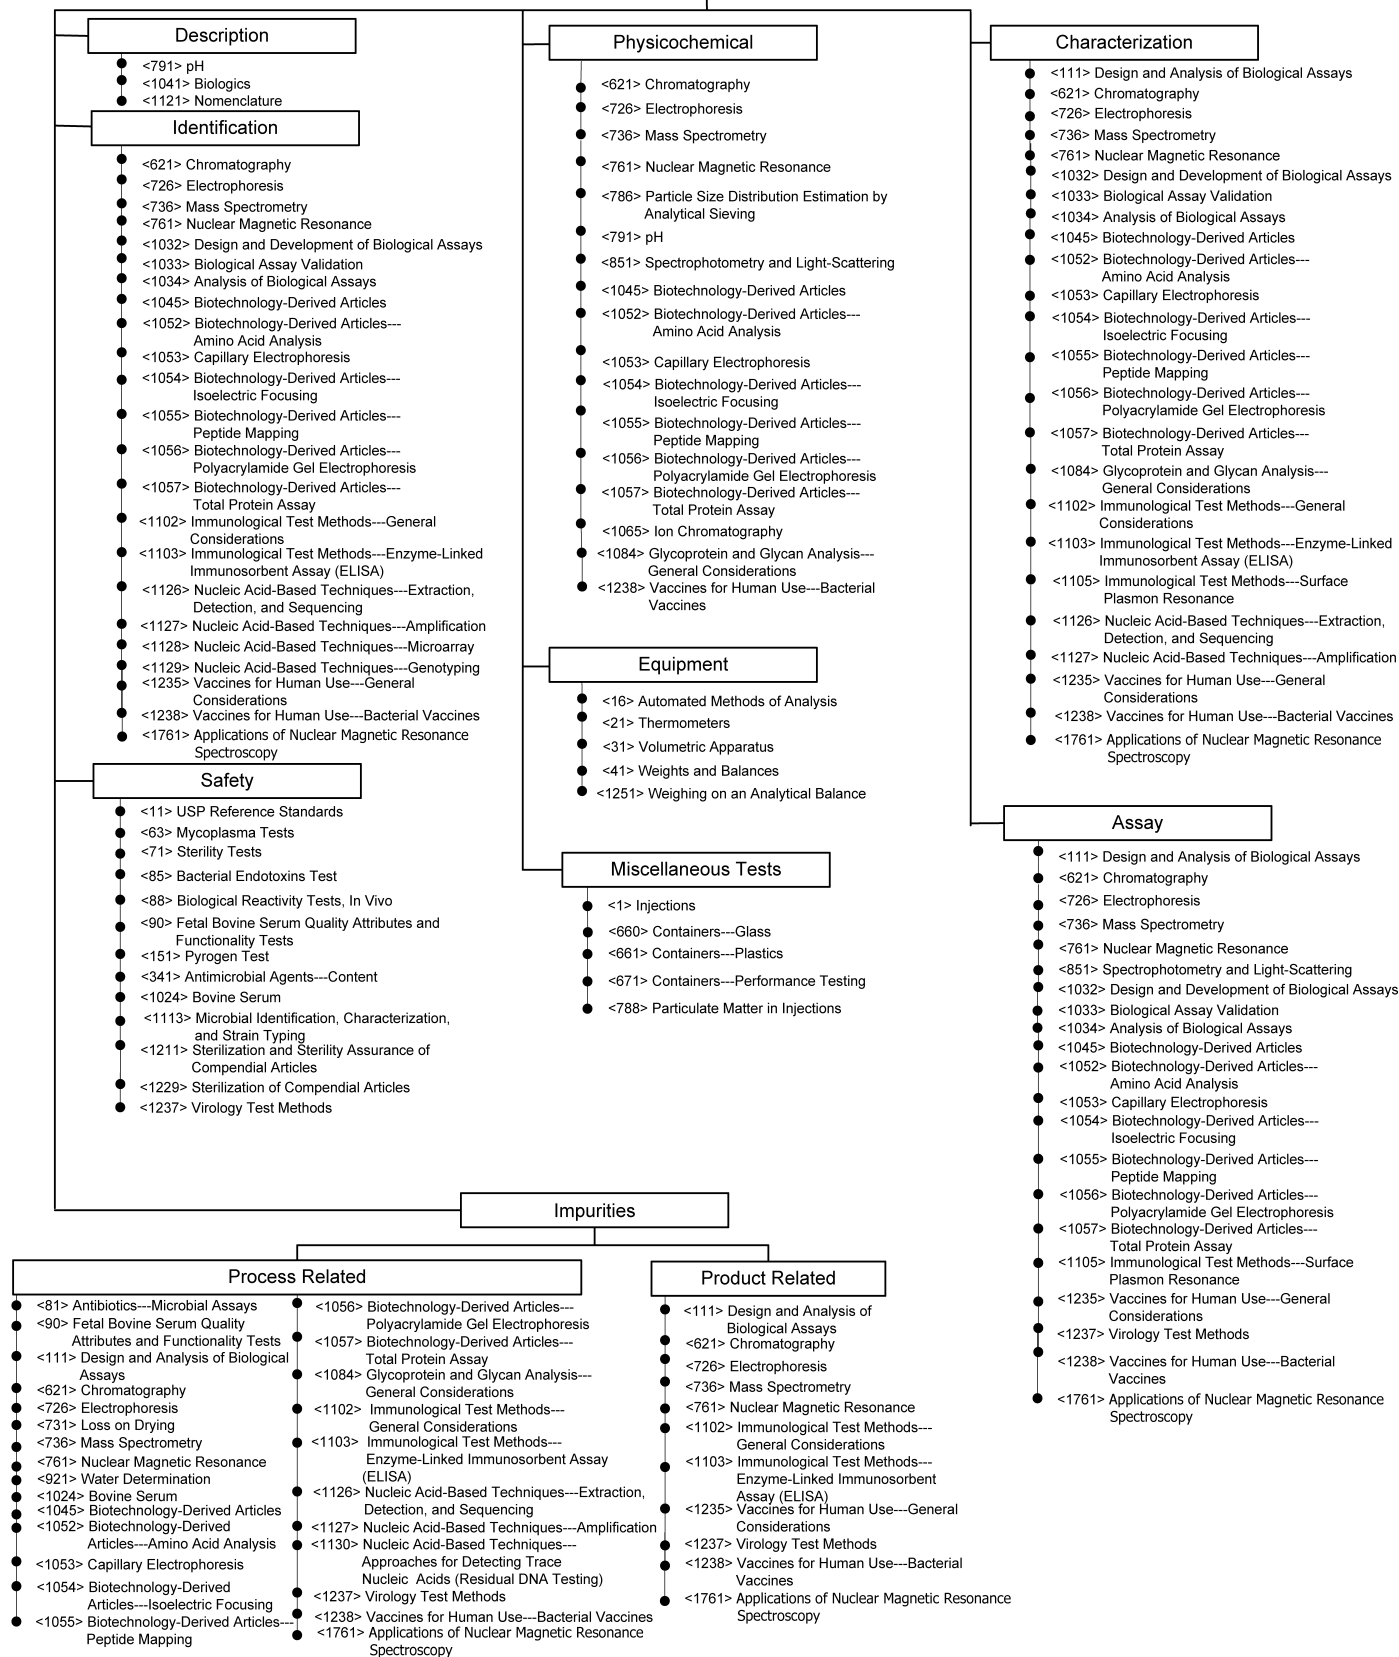 Description
<791> pH
<1041> Biologics
<1121> Nomenclature
Identification
<621> Chromatography
<726> Electrophoresis
<736> Mass Spectrometry
<761> Nuclear Magnetic Resonance
<1032> Design and Development of Biological Assays
<1033> Biological Assay Validation
<1034> Analysis of Biological Assays
<1045> Biotechnology-Derived Articles
<1052> Biotechnology-Derived Articles---
Amino Acid Analysis
<1053> Capillary Electrophoresis
<1054> Biotechnology-Derived Articles---
Isoelectric Focusing
<1055> Biotechnology-Derived Articles---
Peptide Mapping
<1056> Biotechnology-Derived Articles---
Polyacrylamide Gel Electrophoresis
<1057> Biotechnology-Derived Articles---
Total Protein Assay
<1102> Immunological Test Methods---General
Considerations
<1103> Immunological Test Methods---Enzyme-Linked
Immunosorbent Assay (ELISA)
<1126> Nucleic Acid-Based Techniques---Extraction,
Detection, and Sequencing
<1127> Nucleic Acid-Based Techniques---Amplification
<1128> Nucleic Acid-Based Techniques---Microarray
<1129> Nucleic Acid-Based Techniques---Genotyping
<1235> Vaccines for Human Use---General
Considerations
<1238> Vaccines for Human Use---Bacterial Vaccines
<1761> Applications of Nuclear Magnetic Resonance
Spectroscopy
Safety
<11> USP Reference Standards
<63> Mycoplasma Tests
<71> Sterility Tests
<85> Bacterial Endotoxins Test
<88> Biological Reactivity Tests, In Vivo
<90> Fetal Bovine Serum Quality Attributes and
Functionality Tests
<151> Pyrogen Test
<341> Antimicrobial Agents---Content
<1024> Bovine Serum
<1113> Microbial Identification, Characterization,
and Strain Typing
<1211> Sterilization and Sterility Assurance of
Compendial Articles
<1229> Sterilization of Compendial Articles
<1237> Virology Test Methods
Physicochemical
<621> Chromatography
<726> Electrophoresis
<736> Mass Spectrometry
<761> Nuclear Magnetic Resonance
<786> Particle Size Distribution Estimation by
Analytical Sieving
<791> pH
<851> Spectrophotometry and Light-Scattering
<1045> Biotechnology-Derived Articles
<1052> Biotechnology-Derived Articles---
Amino Acid Analysis
<1053> Capillary Electrophoresis
<1054> Biotechnology-Derived Articles---
Isoelectric Focusing
<1055> Biotechnology-Derived Articles---
Peptide Mapping
<1056> Biotechnology-Derived Articles---
Polyacrylamide Gel Electrophoresis
<1057> Biotechnology-Derived Articles---
Total Protein Assay
<1065> Ion Chromatography
<1084> Glycoprotein and Glycan Analysis---
General Considerations
<1238> Vaccines for Human Use---Bacterial
Vaccines
Equipment
<16> Automated Methods of Analysis
<21> Thermometers
<31> Volumetric Apparatus
<41> Weights and Balances
<1251> Weighing on an Analytical Balance
Miscellaneous Tests
<1> Injections
<660> Containers---Glass
<661> Containers---Plastics
<671> Containers---Performance Testing
<788> Particulate Matter in Injections
Characterization
<111> Design and Analysis of Biological Assays
<621> Chromatography
<726> Electrophoresis
<736> Mass Spectrometry
<761> Nuclear Magnetic Resonance
<1032> Design and Development of Biological Assays
<1033> Biological Assay Validation
<1034> Analysis of Biological Assays
<1045> Biotechnology-Derived Articles
<1052> Biotechnology-Derived Articles---
Amino Acid Analysis
<1053> Capillary Electrophoresis
<1054> Biotechnology-Derived Articles---
Isoelectric Focusing
<1055> Biotechnology-Derived Articles---
Peptide Mapping
<1056> Biotechnology-Derived Articles---
Polyacrylamide Gel Electrophoresis
<1057> Biotechnology-Derived Articles---
Total Protein Assay
<1084> Glycoprotein and Glycan Analysis---
General Considerations
<1102> Immunological Test Methods---General
Considerations
<1103> Immunological Test Methods---Enzyme-Linked
Immunosorbent Assay (ELISA)
<1105> Immunological Test Methods---Surface
Plasmon Resonance
<1126> Nucleic Acid-Based Techniques---Extraction,
Detection, and Sequencing
<1127> Nucleic Acid-Based Techniques---Amplification
<1235> Vaccines for Human Use---General
Considerations
<1238> Vaccines for Human Use---Bacterial Vaccines
<1761> Applications of Nuclear Magnetic Resonance
Spectroscopy
Assay
<111> Design and Analysis of Biological Assays
<621> Chromatography
<726> Electrophoresis
<736> Mass Spectrometry
<761> Nuclear Magnetic Resonance
<851> Spectrophotometry and Light-Scattering
<1032> Design and Development of Biological Assays
<1033> Biological Assay Validation
<1034> Analysis of Biological Assays
<1045> Biotechnology-Derived Articles
<1052> Biotechnology-Derived Articles---
Amino Acid Analysis
<1053> Capillary Electrophoresis
<1054> Biotechnology-Derived Articles---
Isoelectric Focusing
<1055> Biotechnology-Derived Articles---
Peptide Mapping
<1056> Biotechnology-Derived Articles---
Polyacrylamide Gel Electrophoresis
<1057> Biotechnology-Derived Articles---
Total Protein Assay
<1105> Immunological Test Methods---Surface
Plasmon Resonance
<1235> Vaccines for Human Use---General
Considerations
<1237> Virology Test Methods
<1238> Vaccines for Human Use---Bacterial
Vaccines
<1761> Applications of Nuclear Magnetic Resonance
Spectroscopy
Impurities
Process Related
<81> Antibiotics---Microbial Assays
<90> Fetal Bovine Serum Quality
Attributes and Functionality Tests
<111> Design and Analysis of Biological
Assays
<621> Chromatography
<726> Electrophoresis
<731> Loss on Drying
<736> Mass Spectrometry
<761> Nuclear Magnetic Resonance
<921> Water Determination
<1024> Bovine Serum
<1045> Biotechnology-Derived Articles
<1052> Biotechnology-Derived
Articles---Amino Acid Analysis
<1053> Capillary Electrophoresis
<1054> Biotechnology-Derived
Articles---Isoelectric Focusing
<1055> Biotechnology-Derived Articles---
Peptide Mapping
<1056> Biotechnology-Derived Articles---
Polyacrylamide Gel Electrophoresis
<1057> Biotechnology-Derived Articles---
Total Protein Assay
<1084> Glycoprotein and Glycan Analysis---
General Considerations
<1102> Immunological Test Methods---
General Considerations
<1103> Immunological Test Methods---
Enzyme-Linked Immunosorbent Assay
(ELISA)
<1126> Nucleic Acid-Based Techniques---Extraction,
Detection, and Sequencing
<1127> Nucleic Acid-Based Techniques---Amplification
<1130> Nucleic Acid-Based Techniques---
Approaches for Detecting Trace
Nucleic Acids (Residual DNA Testing)
<1237> Virology Test Methods
<1238> Vaccines for Human Use---Bacterial Vaccines
<1761> Applications of Nuclear Magnetic Resonance
Spectroscopy
Product Related
<111> Design and Analysis of
Biological Assays
<621> Chromatography
<726> Electrophoresis
<736> Mass Spectrometry
<761> Nuclear Magnetic Resonance
<1102> Immunological Test Methods---
General Considerations
<1103> Immunological Test Methods---
Enzyme-Linked Immunosorbent
Assay (ELISA)
<1235> Vaccines for Human Use---General
Considerations
<1237> Virology Test Methods
<1238> Vaccines for Human Use---Bacterial
Vaccines
<1761> Applications of Nuclear Magnetic Resonance
Spectroscopy